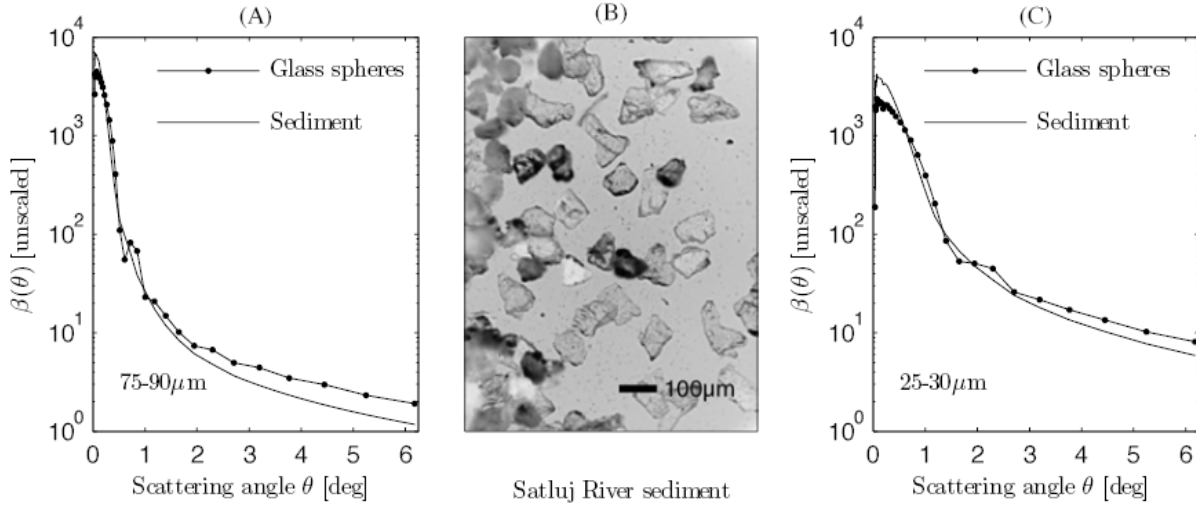 (A)
10^4
10^3
10^2
10^1
10^0
β(θ) [unscaled]
Glass spheres
Sediment
75-90μm
0 1 2 3 4 5 6
Scattering angle θ [deg]
(B)
100μm
Satluj River sediment
(C)
10^4
10^3
10^2
10^1
10^0
β(θ) [unscaled]
Glass spheres
Sediment
25-30μm
0 1 2 3 4 5 6
Scattering angle θ [deg]